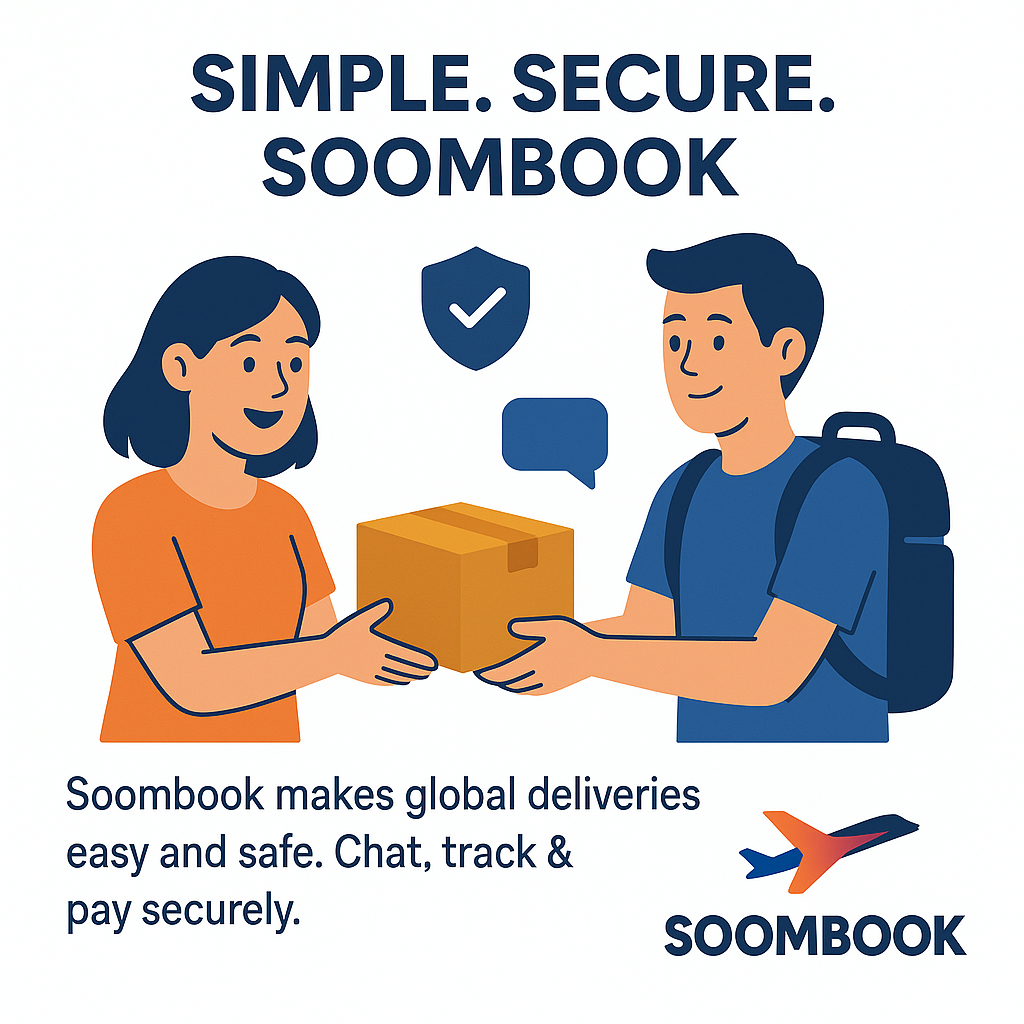 SIMPLE. SECURE.
SOOMBOOK
Soombook makes global deliveries
easy and safe. Chat, track &
pay securely.
SOOMBOOK